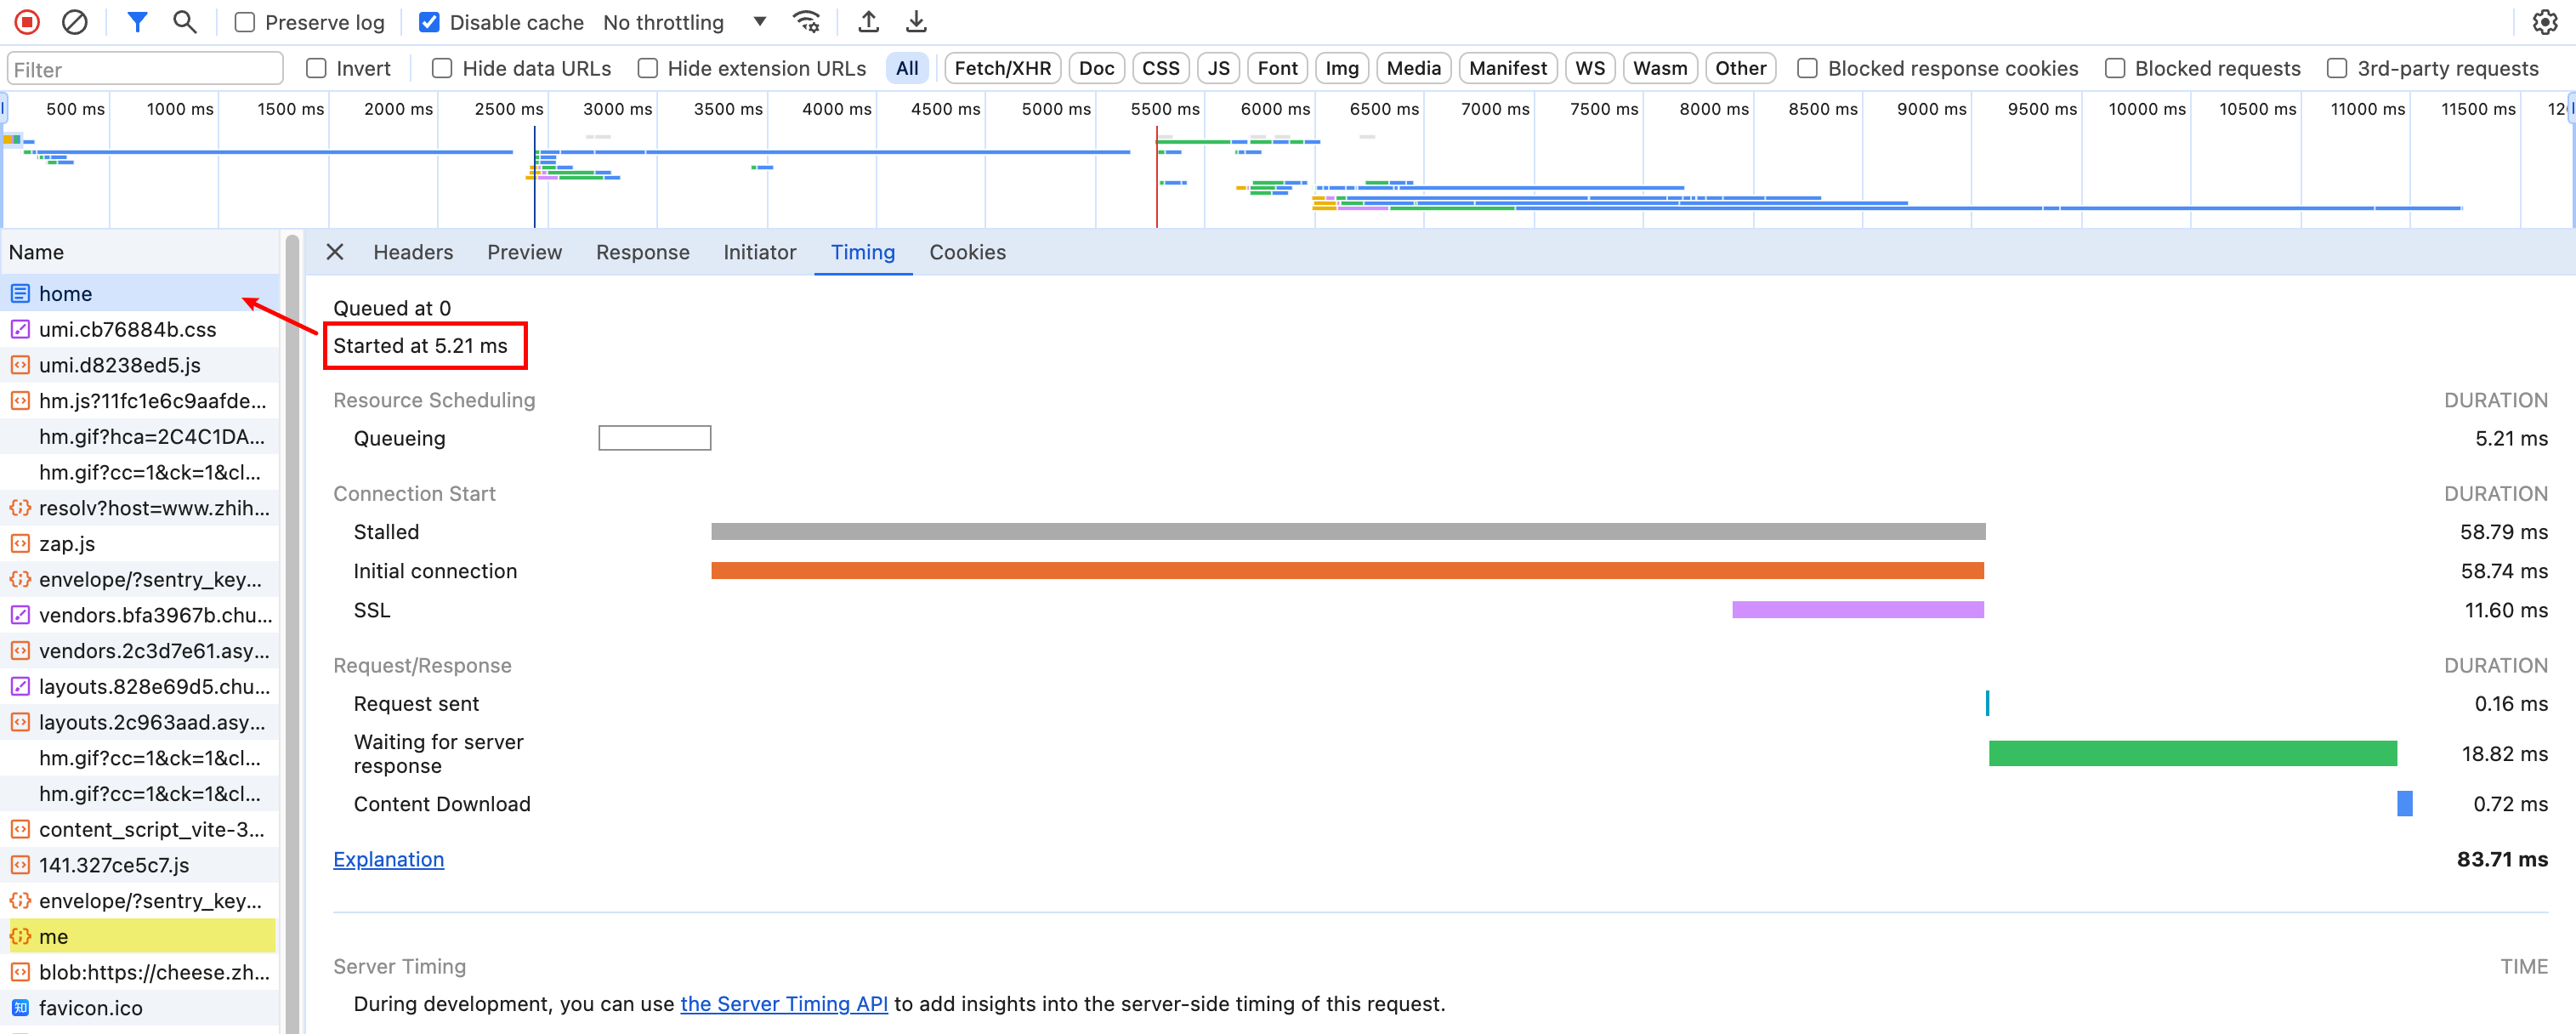 Preserve log Disable cache No throttling
Filter Invert Hide data URLs Hide extension URLs All Fetch/XHR Doc CSS JS Font Img Media Manifest WS Wasm Other Blocked response cookies Blocked requests 3rd-party requests
500 ms 1000 ms 1500 ms 2000 ms 2500 ms 3000 ms 3500 ms 4000 ms 4500 ms 5000 ms 5500 ms 6000 ms 6500 ms 7000 ms 7500 ms 8000 ms 8500 ms 9000 ms 9500 ms 10000 ms 10500 ms 11000 ms 11500 ms
Name
home
umi.cb76884b.css
umi.d8238ed5.js
hm.js?11fc1e6c9aafde...
hm.gif?hca=2C4C1DA...
hm.gif?cc=1&ck=1&cl...
resolv?host=www.zhih...
zap.js
envelope/?sentry_key...
vendors.bfa3967b.chu...
vendors.2c3d7e61.asy...
layouts.828e69d5.chu...
layouts.2c963aad.asy...
hm.gif?cc=1&ck=1&cl...
hm.gif?cc=1&ck=1&cl...
content_script_vite-3...
141.327ce5c7.js
envelope/?sentry_key...
me
blob:https://cheese.zh...
知 favicon.ico
Headers Preview Response Initiator Timing Cookies
Queued at 0
Started at 5.21 ms
Resource Scheduling DURATION
Queueing 5.21 ms
Connection Start DURATION
Stalled 58.79 ms
Initial connection 58.74 ms
SSL 11.60 ms
Request/Response DURATION
Request sent 0.16 ms
Waiting for server
response 18.82 ms
Content Download 0.72 ms
Explanation 83.71 ms
Server Timing TIME
During development, you can use the Server Timing API to add insights into the server-side timing of this request.